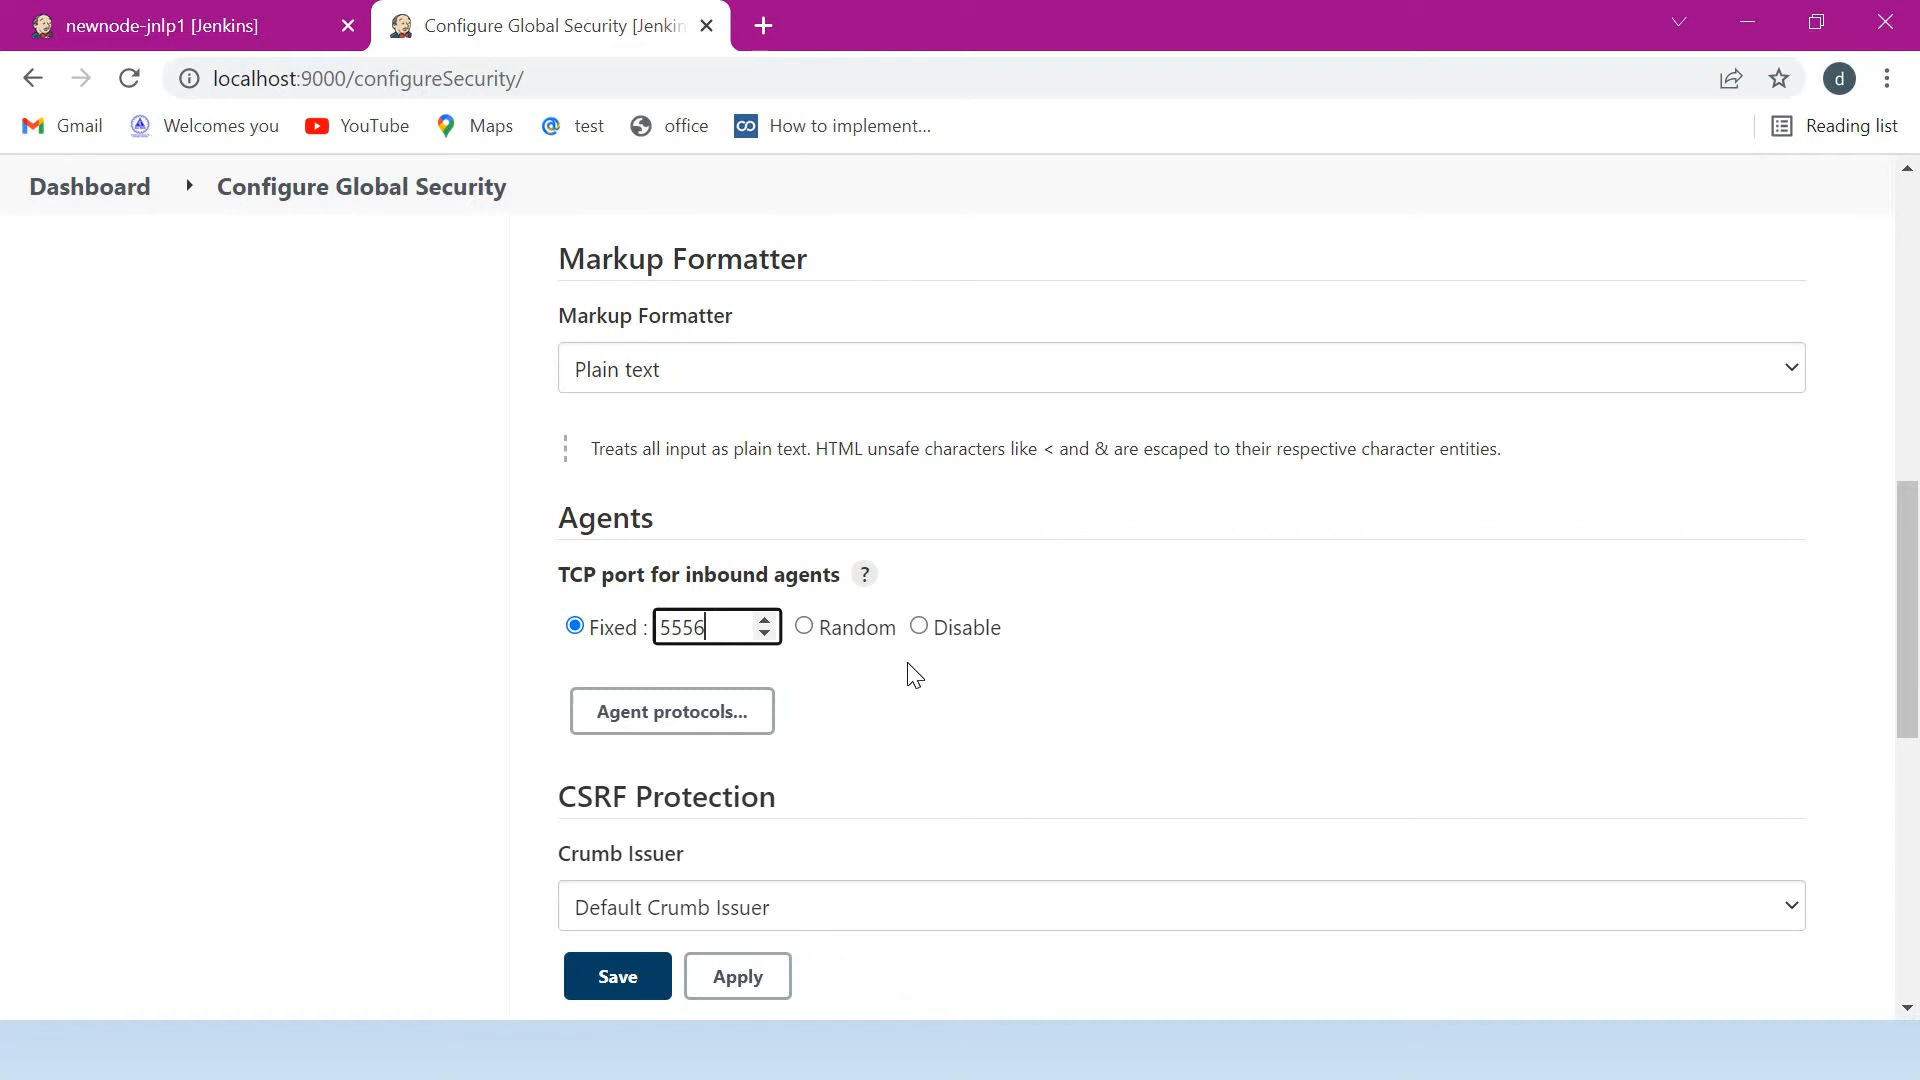 newnode-jnlp1 [Jenkins]
Configure Global Security [Jenkin
localhost:9000/configureSecurity/
d
Gmail
Welcomes you
YouTube
Maps
test
office
How to implement...
Reading list
Dashboard
Configure Global Security
Markup Formatter
Markup Formatter
Plain text
Treats all input as plain text. HTML unsafe characters like < and & are escaped to their respective character entities.
Agents
TCP port for inbound agents ?
Fixed : 5556 Random Disable
Agent protocols...
CSRF Protection
Crumb Issuer
Default Crumb Issuer
Save Apply